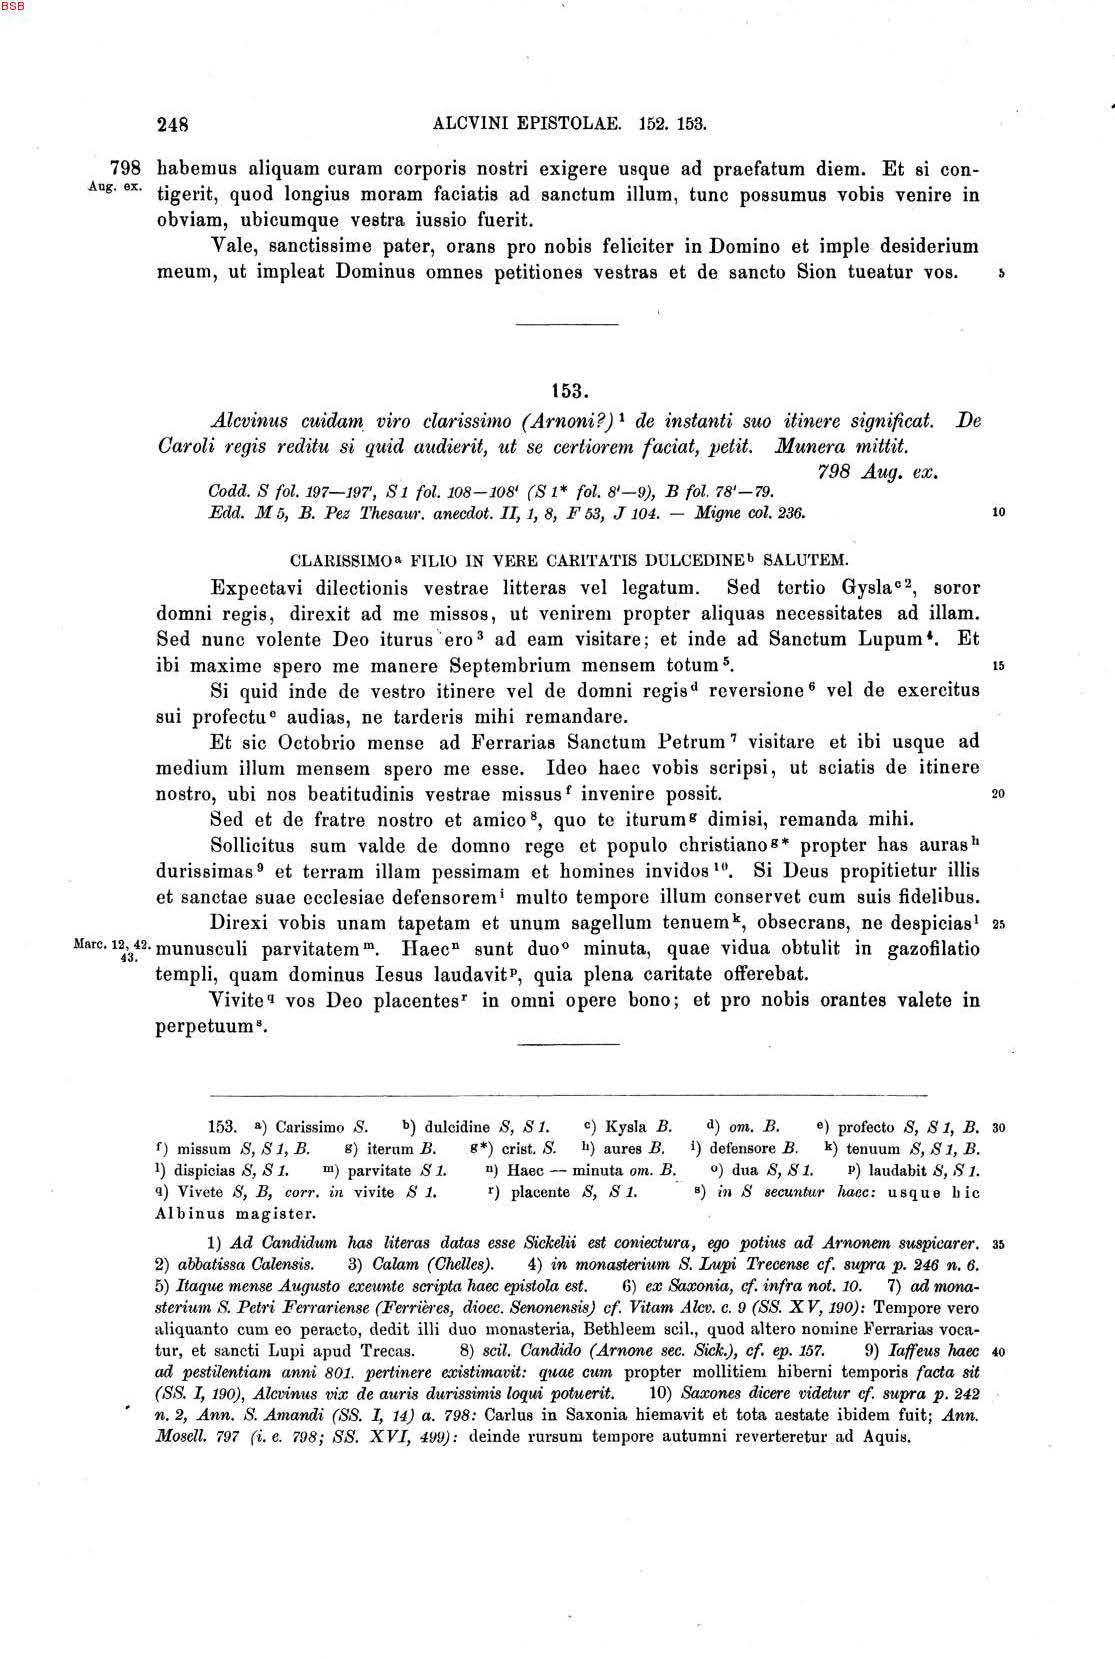 BSB
248 ALCVINI EPISTOLAE. 152. 153.
798 habemus aliquam curam corporis nostri exigere usque ad praefatum diem. Et si con-
Aug. ex. tigerit, quod longius moram faciatis ad sanctum illum, tunc possumus vobis venire in
obviam, ubicumque vestra iussio fuerit.
Vale, sanctissime pater, orans pro nobis feliciter in Domino et imple desiderium
meum, ut impleat Dominus omnes petitiones vestras et de sancto Sion tueatur vos. 5
153.
Alcvinus cuidam viro clarissimo (Arnoni?) ¹ de instanti suo itinere significat. De
Caroli regis reditu si quid audierit, ut se certiorem faciat, petit. Munera mittit.
798 Aug. ex.
Codd. S fol. 197—197', S 1 fol. 108—108' (S 1* fol. 8'—9), B fol. 78'—79.
Edd. M 5, B. Pez Thesaur. anecdot. II, 1, 8, F 53, J 104. — Migne col. 236. 10
CLARISSIMO ᵃ FILIO IN VERE CARITATIS DULCEDINE ᵇ SALUTEM.
Expectavi dilectionis vestrae litteras vel legatum. Sed tertio Gysla ᶜ ², soror
domni regis, direxit ad me missos, ut venirem propter aliquas necessitates ad illam.
Sed nunc volente Deo iturus ero ³ ad eam visitare; et inde ad Sanctum Lupum ⁴. Et
ibi maxime spero me manere Septembrium mensem totum ⁵. 15
Si quid inde de vestro itinere vel de domni regis ᵈ reversione ⁶ vel de exercitus
sui profectu ᵉ audias, ne tarderis mihi remandare.
Et sic Octobrio mense ad Ferrarias Sanctum Petrum ⁷ visitare et ibi usque ad
medium illum mensem spero me esse. Ideo haec vobis scripsi, ut sciatis de itinere
nostro, ubi nos beatitudinis vestrae missus ᶠ invenire possit. 20
Sed et de fratre nostro et amico ⁸, quo te iturum ᵍ dimisi, remanda mihi.
Sollicitus sum valde de domno rege et populo christiano ᵍ* propter has auras ʰ
durissimas ⁹ et terram illam pessimam et homines invidos ¹⁰. Si Deus propitietur illis
et sanctae suae ecclesiae defensorem ⁱ multo tempore illum conservet cum suis fidelibus.
Direxi vobis unam tapetam et unum sagellum tenuem ᵏ, obsecrans, ne despicias ˡ 25
Marc. 12, 42. munusculi parvitatem ᵐ. Haec ⁿ sunt duo ᵒ minuta, quae vidua obtulit in gazofilatio
43.
templi, quam dominus Iesus laudavit ᵖ, quia plena caritate offerebat.
Vivite q vos Deo placentes ʳ in omni opere bono; et pro nobis orantes valete in
perpetuum ˢ.
153. a) Carissimo S. b) dulcidine S, S 1. c) Kysla B. d) om. B. e) profecto S, S 1, B. 30
f) missum S, S 1, B. g) iterum B. g*) crist. S. h) aures B. i) defensore B. k) tenuum S, S 1, B.
l) dispicias S, S 1. m) parvitate S 1. n) Haec — minuta om. B. o) dua S, S 1. p) laudabit S, S 1.
q) Vivete S, B, corr. in vivite S 1. r) placente S, S 1. s) in S secuntur haec: usque hic
Albinus magister.
1) Ad Candidum has literas datas esse Sickelii est coniectura, ego potius ad Arnonem suspicarer. 35
2) abbatissa Calensis. 3) Calam (Chelles). 4) in monasterium S. Lupi Trecense cf. supra p. 246 n. 6.
5) Itaque mense Augusto exeunte scripta haec epistola est. 6) ex Saxonia, cf. infra not. 10. 7) ad mona-
sterium S. Petri Ferrariense (Ferrières, dioec. Senonensis) cf. Vitam Alcv. c. 9 (SS. XV, 190): Tempore vero
aliquanto cum eo peracto, dedit illi duo monasteria, Bethleem scil., quod altero nomine Ferrarias voca-
tur, et sancti Lupi apud Trecas. 8) scil. Candido (Arnone sec. Sick.), cf. ep. 157. 9) Iaffeus haec 40
ad pestilentiam anni 801. pertinere existimavit: quae cum propter mollitiem hiberni temporis facta sit
(SS. I, 190), Alcvinus vix de auris durissimis loqui potuerit. 10) Saxones dicere videtur cf. supra p. 242
n. 2, Ann. S. Amandi (SS. I, 14) a. 798: Carlus in Saxonia hiemavit et tota aestate ibidem fuit; Ann.
Mosell. 797 (i. e. 798; SS. XVI, 499): deinde rursum tempore autumni reverteretur ad Aquis.